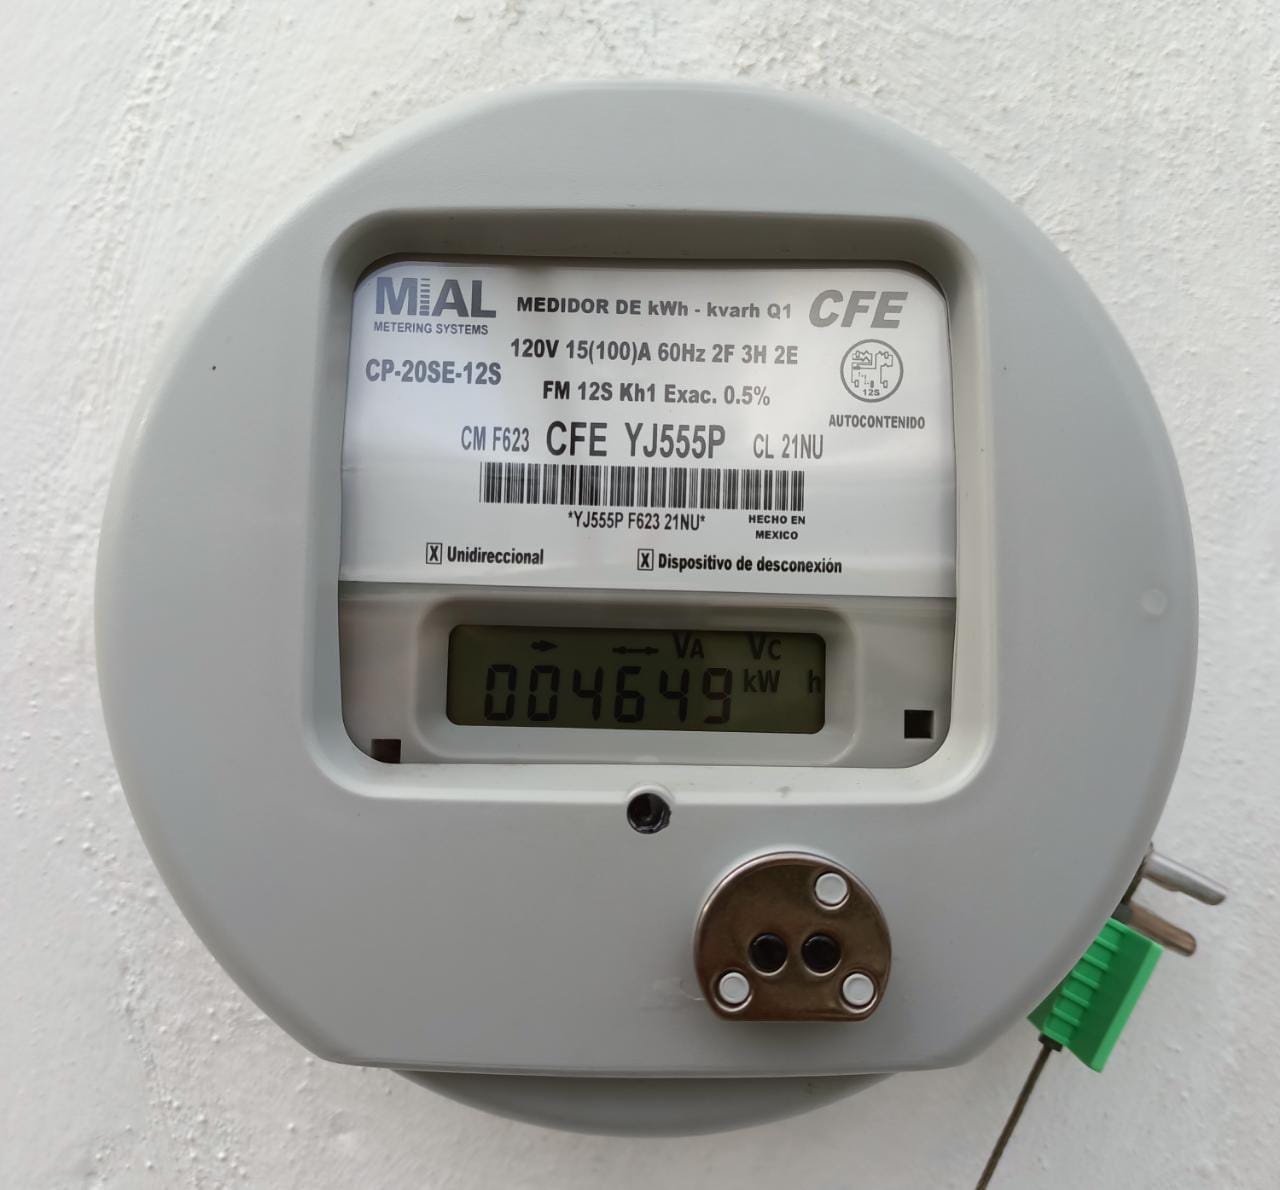 MIAL
METERING SYSTEMS
MEDIDOR DE kWh - kvarh Q1
CFE
CP-20SE-12S
120V 15(100)A 60Hz 2F 3H 2E
FM 12S Kh1 Exac. 0.5%
12S
AUTOCONTENIDO
CM F623 CFE YJ555P CL 21NU
*YJ555P F623 21NU*
HECHO EN
MEXICO
X Unidireccional
X Dispositivo de desconexión
VA VC
004649 kW h